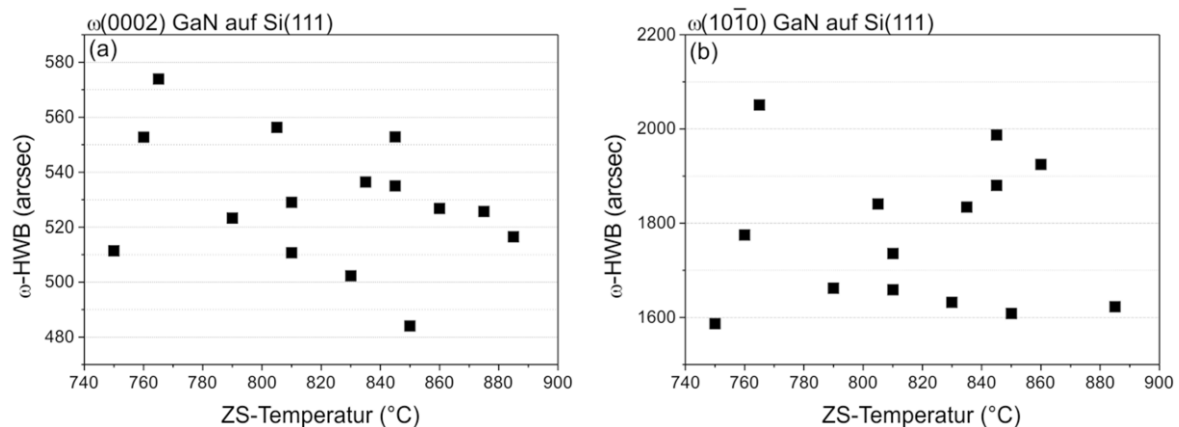 ω(0002) GaN auf Si(111)
(a)
580
560
540
520
500
480
ω-HWB (arcsec)
740 760 780 800 820 840 860 880 900
ZS-Temperatur (°C)
ω(101̅0) GaN auf Si(111)
(b)
2200
2000
1800
1600
ω-HWB (arcsec)
740 760 780 800 820 840 860 880 900
ZS-Temperatur (°C)